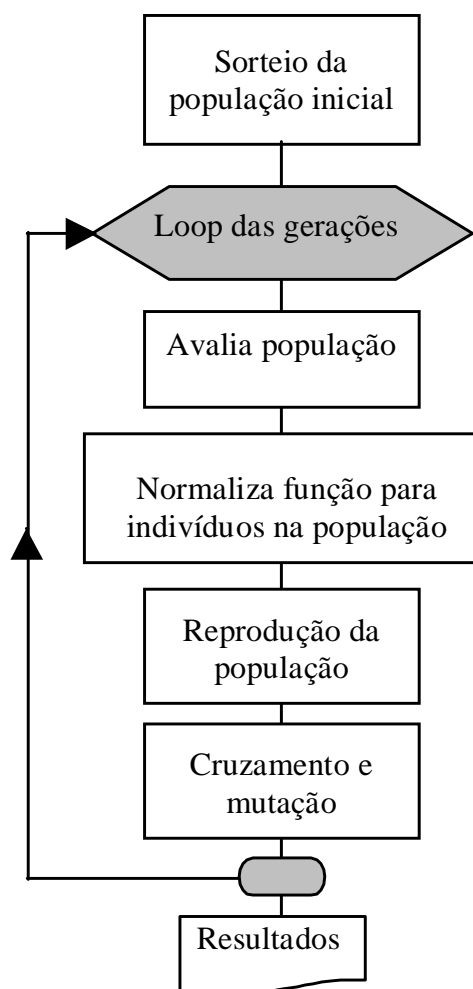 Sorteio da
população inicial
Loop das gerações
Avalia população
Normaliza função para
indivíduos na população
Reprodução da
população
Cruzamento e
mutação
Resultados